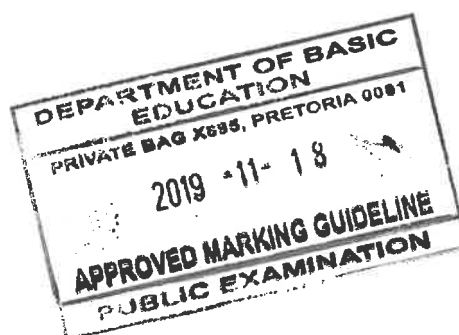 DEPARTMENT OF BASIC
EDUCATION
PRIVATE BAG X895, PRETORIA 0001
2019 -11- 18
APPROVED MARKING GUIDELINE
PUBLIC EXAMINATION